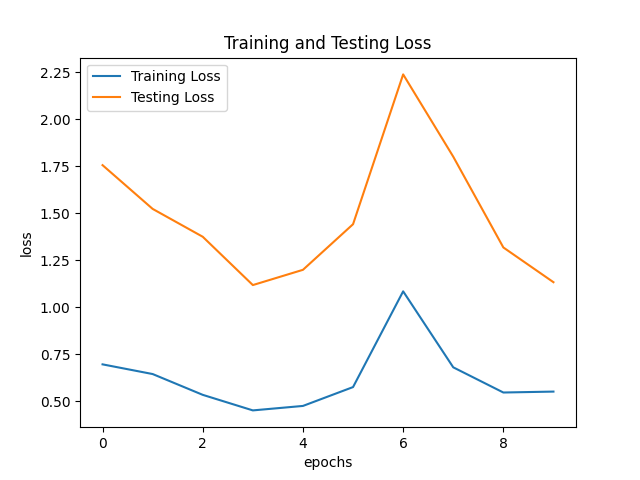 Training and Testing Loss
Training Loss
Testing Loss
2.25
2.00
1.75
1.50
1.25
1.00
0.75
0.50
loss
0 2 4 6 8
epochs